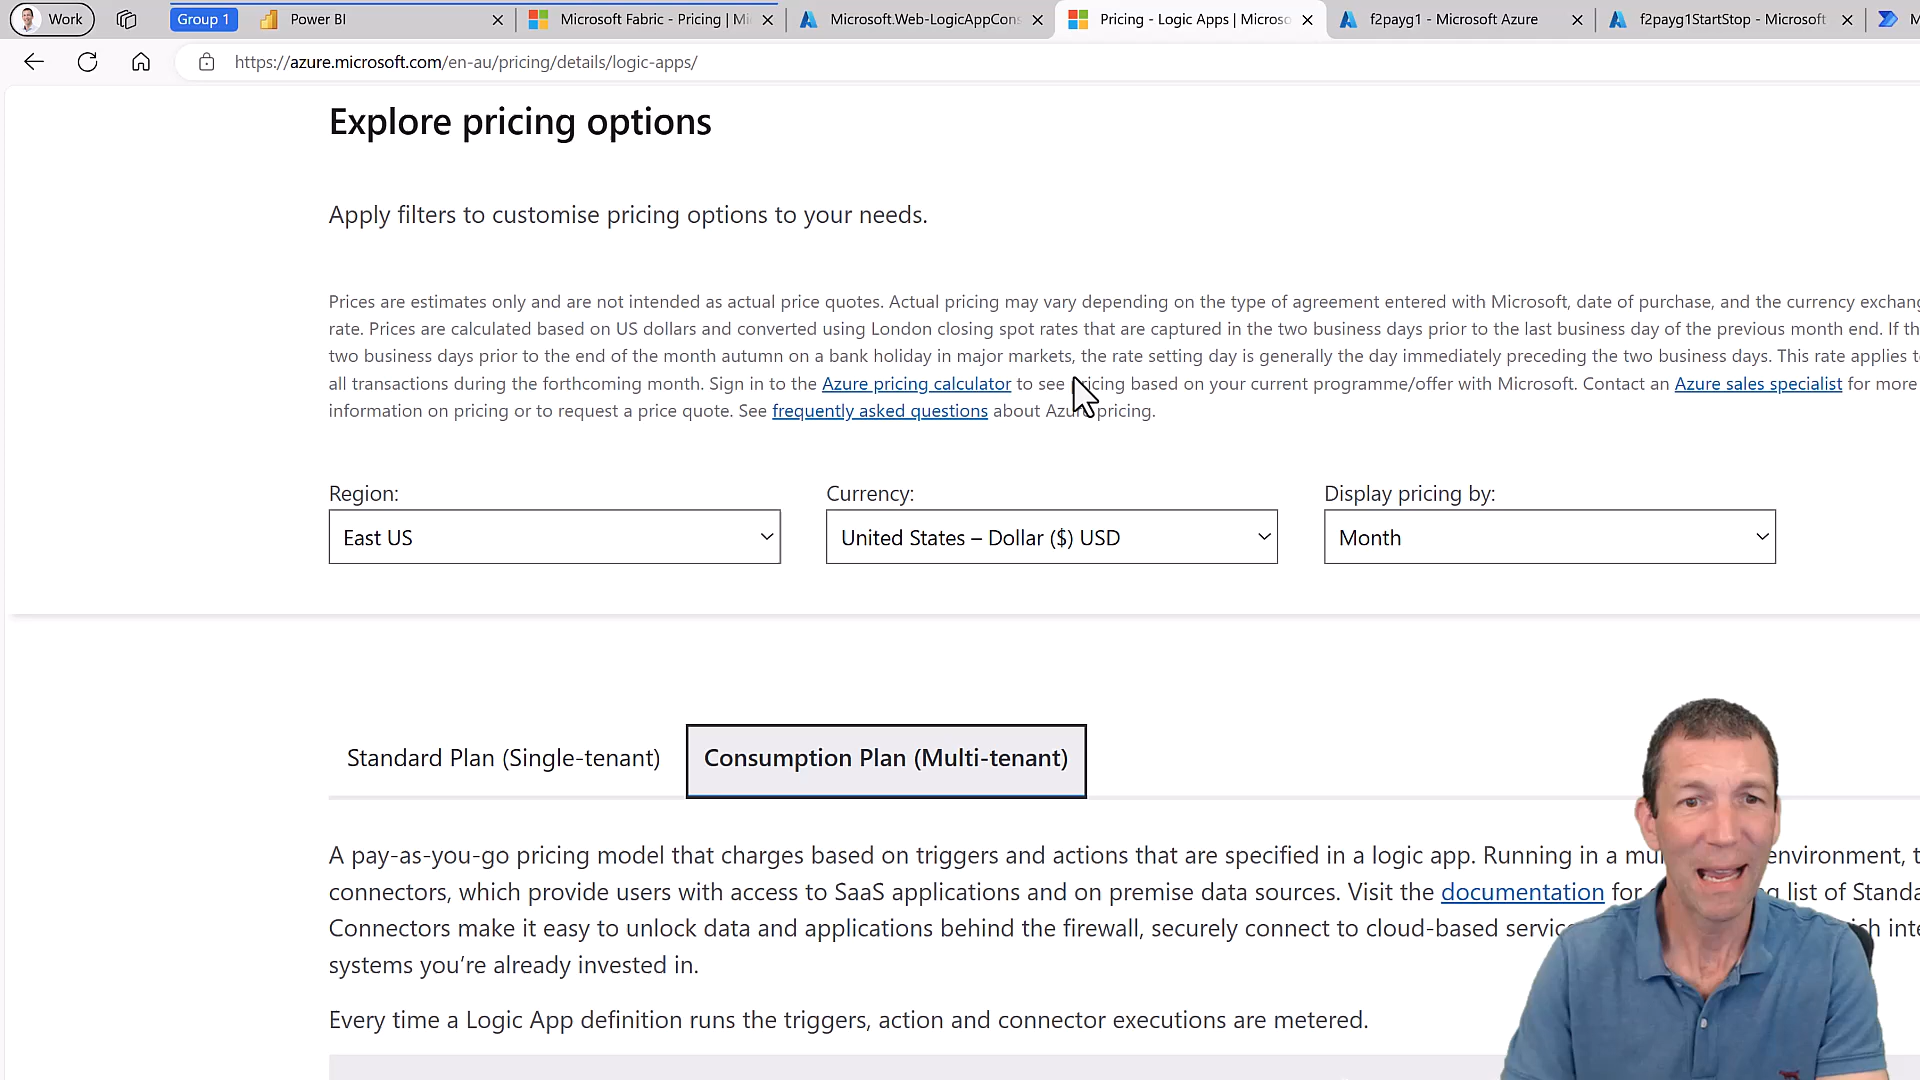 Work
Group 1
Power BI
Microsoft Fabric - Pricing | Mi
Microsoft.Web-LogicAppCons
Pricing - Logic Apps | Microso
f2payg1 - Microsoft Azure
f2payg1StartStop - Microsoft
https://azure.microsoft.com/en-au/pricing/details/logic-apps/
Explore pricing options
Apply filters to customise pricing options to your needs.
Prices are estimates only and are not intended as actual price quotes. Actual pricing may vary depending on the type of agreement entered with Microsoft, date of purchase, and the currency exchang
rate. Prices are calculated based on US dollars and converted using London closing spot rates that are captured in the two business days prior to the last business day of the previous month end. If th
two business days prior to the end of the month autumn on a bank holiday in major markets, the rate setting day is generally the day immediately preceding the two business days. This rate applies t
all transactions during the forthcoming month. Sign in to the Azure pricing calculator to see pricing based on your current programme/offer with Microsoft. Contact an Azure sales specialist for more
information on pricing or to request a price quote. See frequently asked questions about Azure pricing.
Region:
Currency:
Display pricing by:
East US
United States – Dollar ($) USD
Month
Standard Plan (Single-tenant)
Consumption Plan (Multi-tenant)
A pay-as-you-go pricing model that charges based on triggers and actions that are specified in a logic app. Running in a mu environment, t
connectors, which provide users with access to SaaS applications and on premise data sources. Visit the documentation for g list of Standa
Connectors make it easy to unlock data and applications behind the firewall, securely connect to cloud-based servic ch inte
systems you're already invested in.
Every time a Logic App definition runs the triggers, action and connector executions are metered.